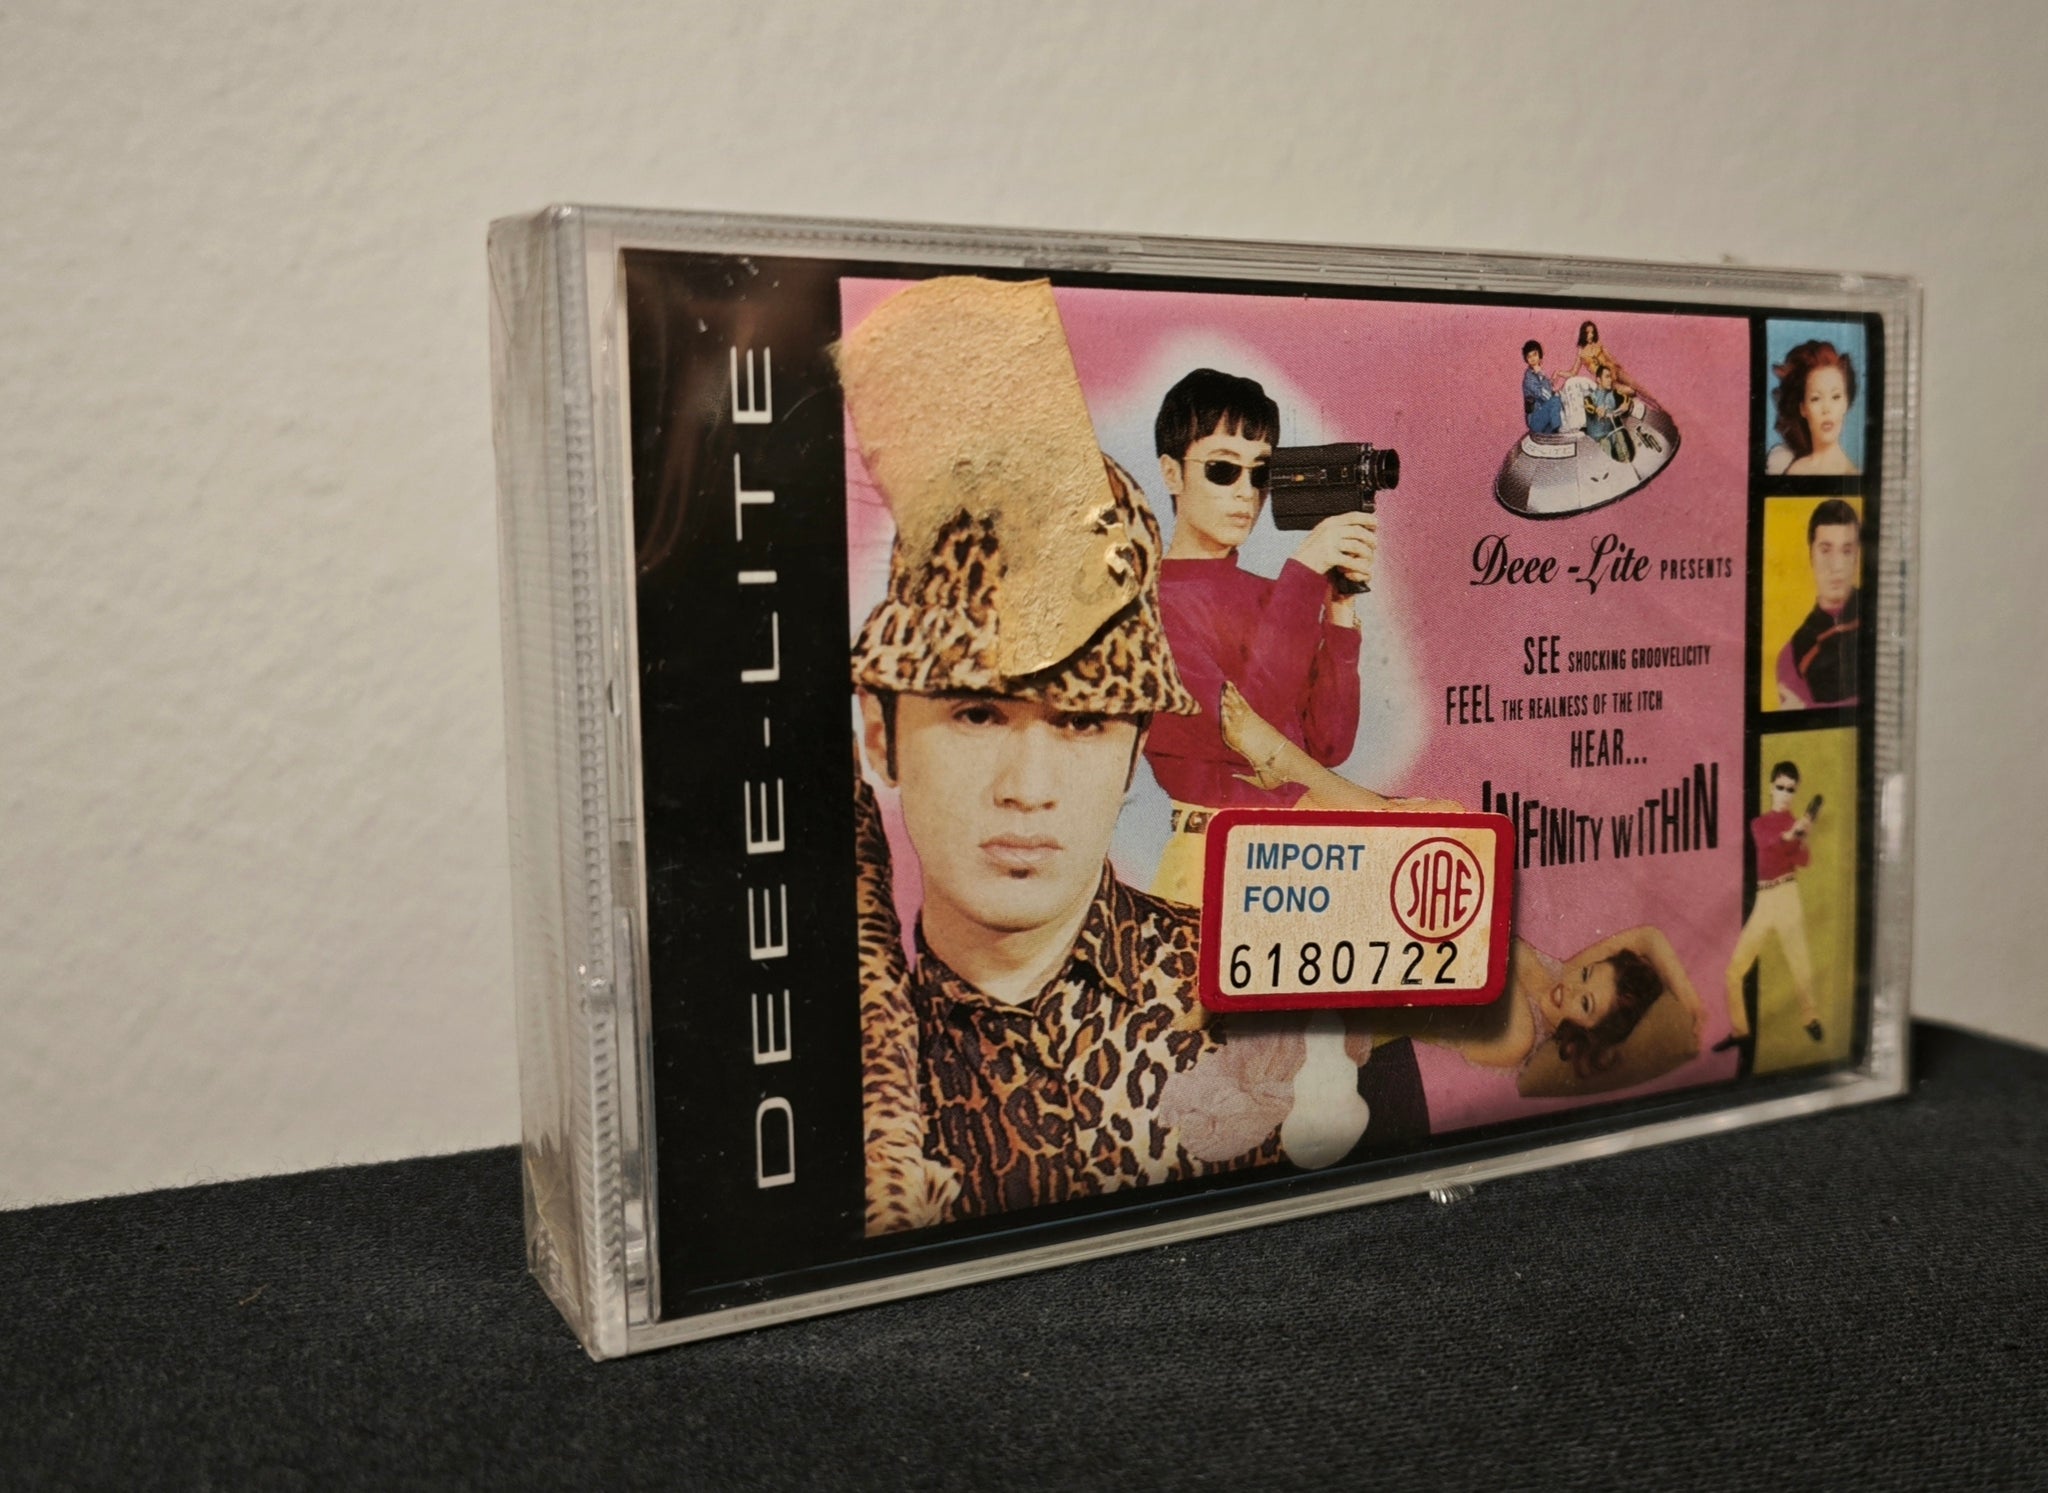 DEEE-LITE
Deee-Lite PRESENTS
SEE SHOCKING GROOVELICITY
FEEL THE REALNESS OF THE ITCH
HEAR...
INFINITY WITHIN
IMPORT
FONO
SIAE
6180722